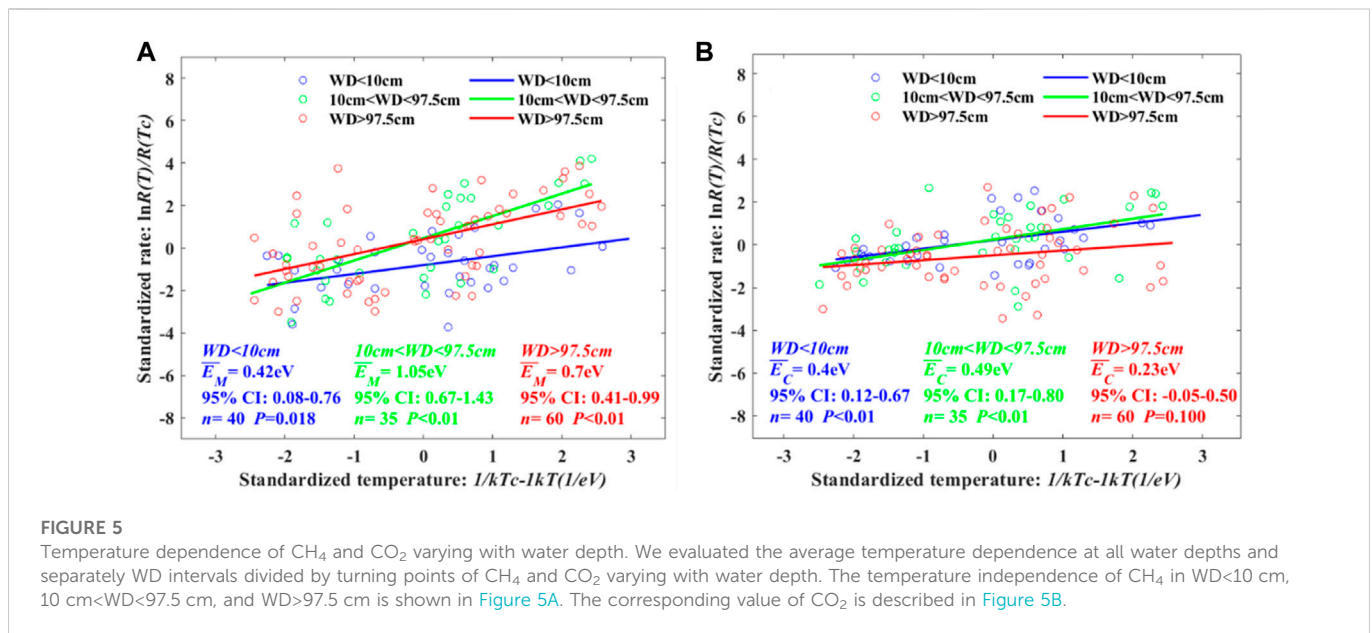 A
Standardized rate: lnR(T)/R(Tc)
8
6
4
2
0
-2
-4
-6
-8
WD<10cm WD<10cm
10cm<WD<97.5cm 10cm<WD<97.5cm
WD>97.5cm WD>97.5cm
WD<10cm
E_M= 0.42eV
95% CI: 0.08-0.76
n= 40 P=0.018
10cm<WD<97.5cm
E_M= 1.05eV
95% CI: 0.67-1.43
n= 35 P<0.01
WD>97.5cm
E_M= 0.7eV
95% CI: 0.41-0.99
n= 60 P<0.01
-3 -2 -1 0 1 2 3
Standardized temperature: 1/kTc-1kT(1/eV)
B
Standardized rate: lnR(T)/R(Tc)
8
6
4
2
0
-2
-4
-6
-8
WD<10cm WD<10cm
10cm<WD<97.5cm 10cm<WD<97.5cm
WD>97.5cm WD>97.5cm
WD<10cm
E_C= 0.4eV
95% CI: 0.12-0.67
n= 40 P<0.01
10cm<WD<97.5cm
E_C= 0.49eV
95% CI: 0.17-0.80
n= 35 P<0.01
WD>97.5cm
E_C= 0.23eV
95% CI: -0.05-0.50
n= 60 P=0.100
-3 -2 -1 0 1 2 3
Standardized temperature: 1/kTc-1kT(1/eV)
FIGURE 5
Temperature dependence of CH₄ and CO₂ varying with water depth. We evaluated the average temperature dependence at all water depths and
separately WD intervals divided by turning points of CH₄ and CO₂ varying with water depth. The temperature independence of CH₄ in WD<10 cm,
10 cm<WD<97.5 cm, and WD>97.5 cm is shown in Figure 5A. The corresponding value of CO₂ is described in Figure 5B.